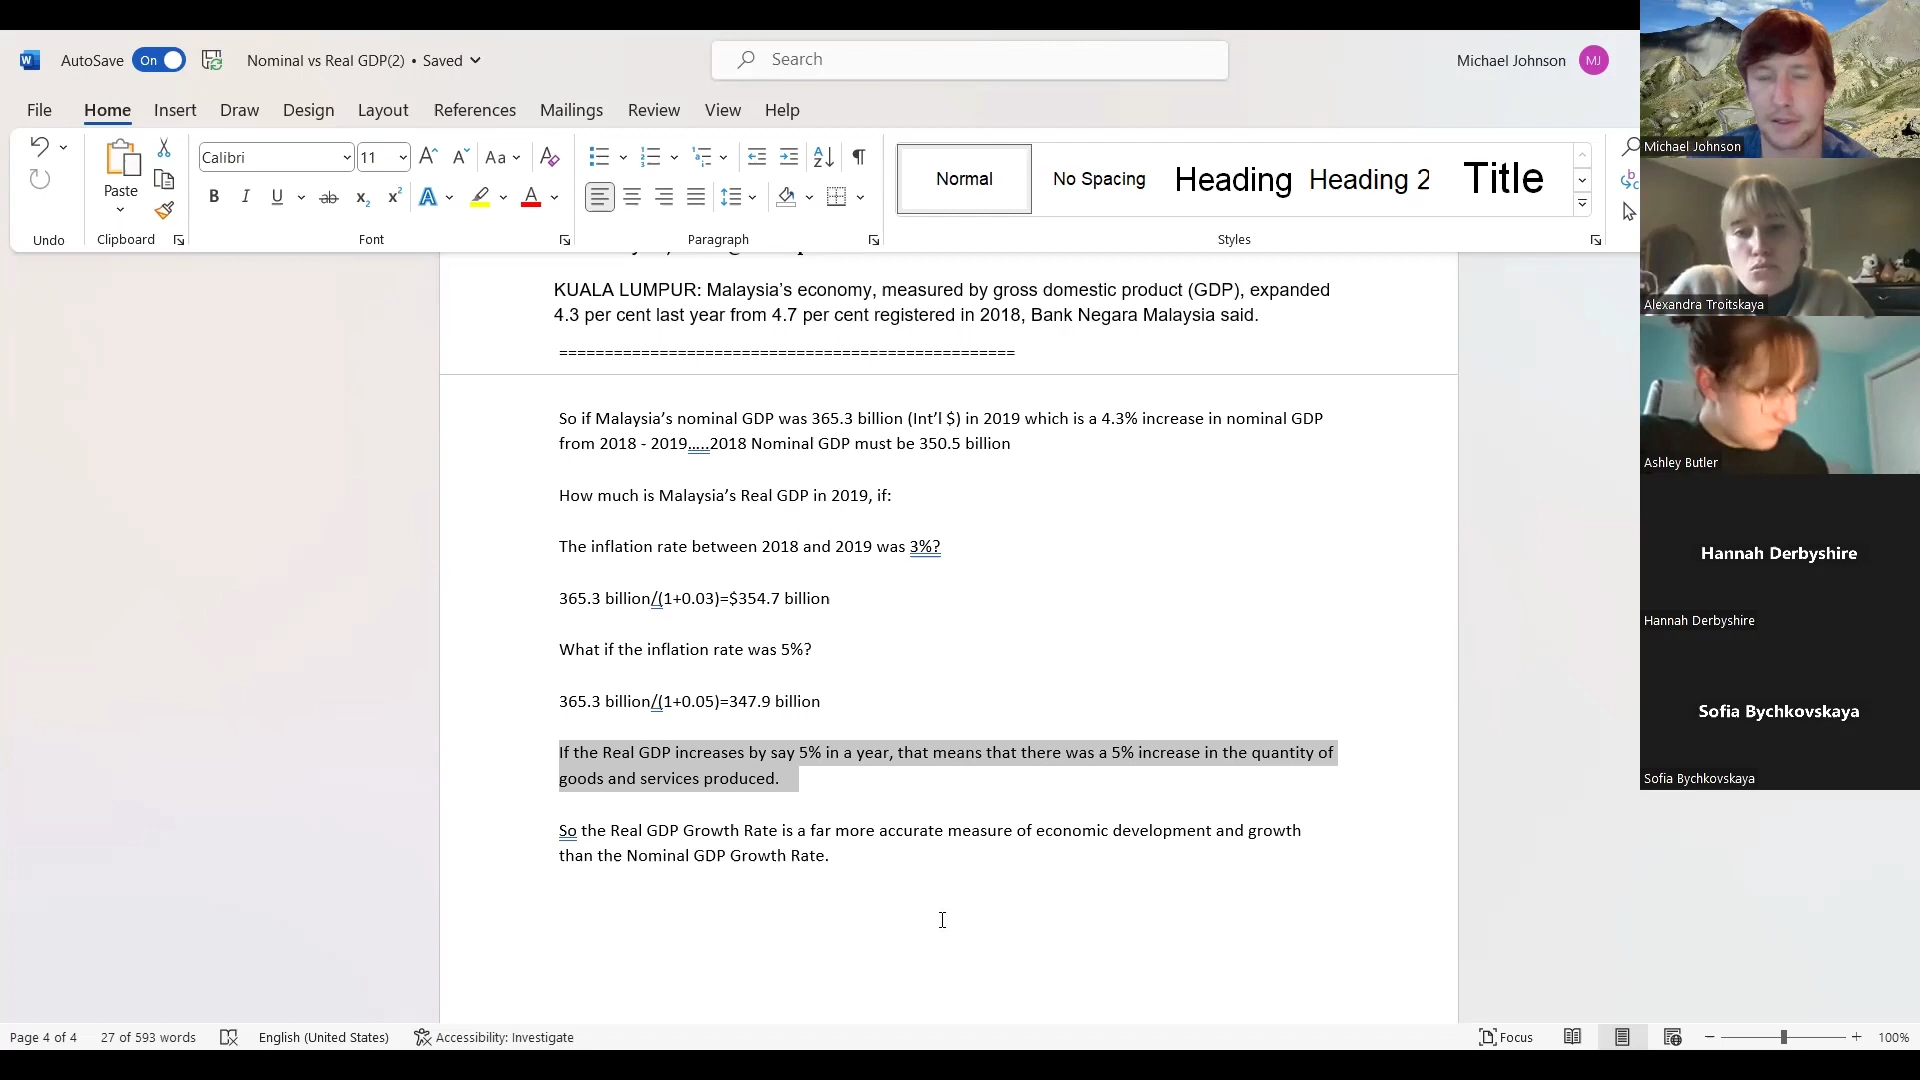 AutoSave On Nominal vs Real GDP(2) • Saved
Search
Michael Johnson MJ
File Home Insert Draw Design Layout References Mailings Review View Help
Calibri 11
Paste
Normal No Spacing Heading Heading 2 Title
Undo Clipboard Font Paragraph Styles
KUALA LUMPUR: Malaysia’s economy, measured by gross domestic product (GDP), expanded
4.3 per cent last year from 4.7 per cent registered in 2018, Bank Negara Malaysia said.
==================================================
So if Malaysia’s nominal GDP was 365.3 billion (Int’l $) in 2019 which is a 4.3% increase in nominal GDP
from 2018 - 2019…..2018 Nominal GDP must be 350.5 billion
How much is Malaysia’s Real GDP in 2019, if:
The inflation rate between 2018 and 2019 was 3%?
365.3 billion/(1+0.03)=$354.7 billion
What if the inflation rate was 5%?
365.3 billion/(1+0.05)=347.9 billion
If the Real GDP increases by say 5% in a year, that means that there was a 5% increase in the quantity of
goods and services produced.
So the Real GDP Growth Rate is a far more accurate measure of economic development and growth
than the Nominal GDP Growth Rate.
Page 4 of 4 27 of 593 words English (United States) Accessibility: Investigate Focus 100%
Michael Johnson
Alexandra Troitskaya
Ashley Butler
Hannah Derbyshire
Hannah Derbyshire
Sofia Bychkovskaya
Sofia Bychkovskaya